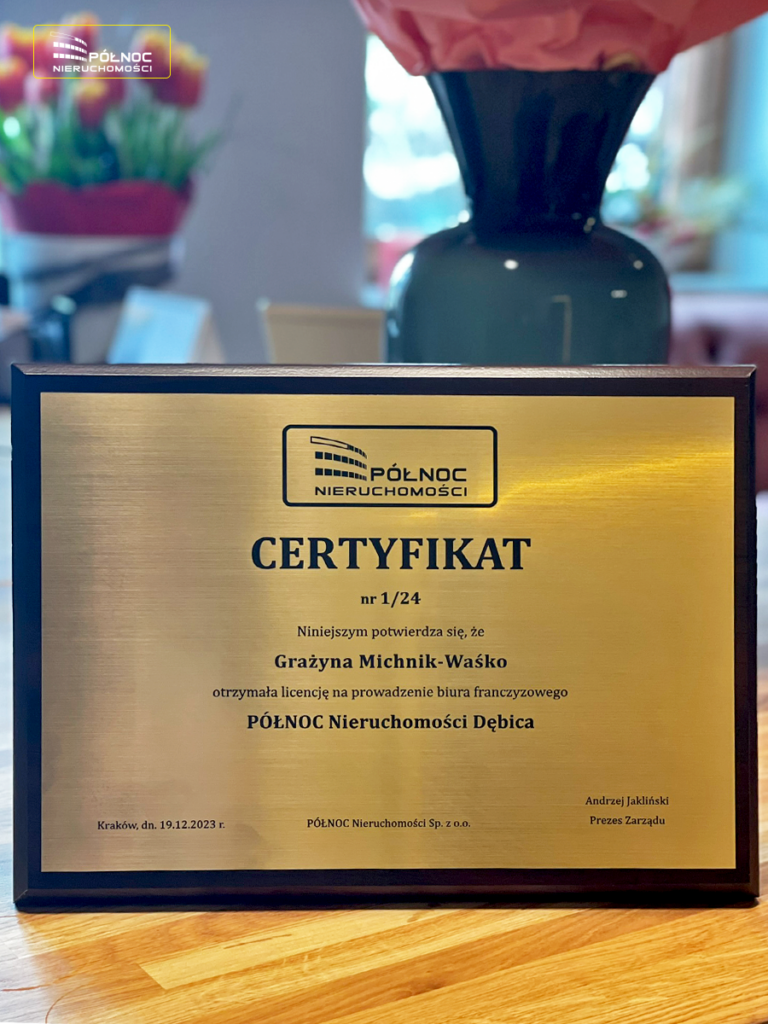 PÓŁNOC
NIERUCHOMOŚCI
PÓŁNOC
NIERUCHOMOŚCI
CERTYFIKAT
nr 1/24
Niniejszym potwierdza się, że
Grażyna Michnik-Waśko
otrzymała licencję na prowadzenie biura franczyzowego
PÓŁNOC Nieruchomości Dębica
Andrzej Jakliński
Kraków, dn. 19.12.2023 r. PÓŁNOC Nieruchomości Sp. z o.o. Prezes Zarządu